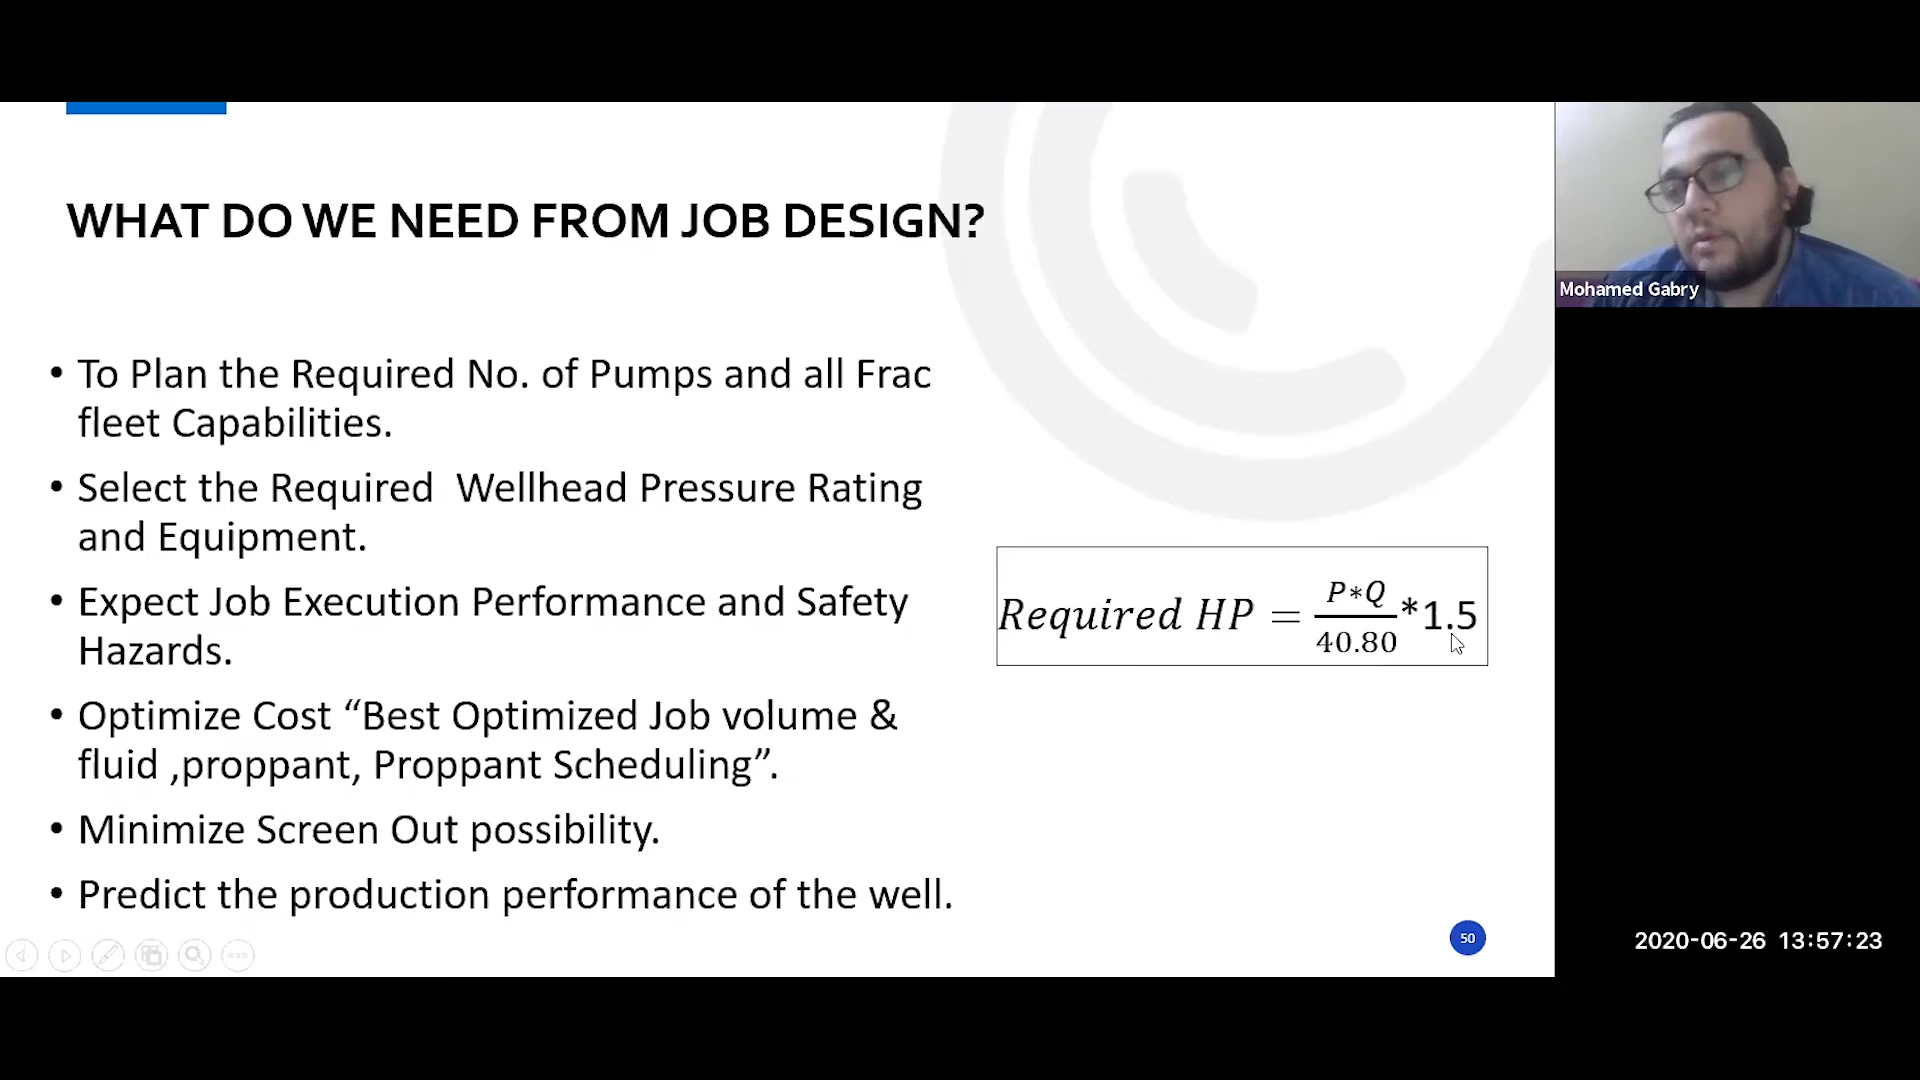 WHAT DO WE NEED FROM JOB DESIGN?
• To Plan the Required No. of Pumps and all Frac
fleet Capabilities.
• Select the Required  Wellhead Pressure Rating
and Equipment.
• Expect Job Execution Performance and Safety
Hazards.
• Optimize Cost “Best Optimized Job volume &
fluid ,proppant, Proppant Scheduling”.
• Minimize Screen Out possibility.
• Predict the production performance of the well.
Required HP = P*Q/40.80 *1.5
50
Mohamed Gabry
2020-06-26 13:57:23